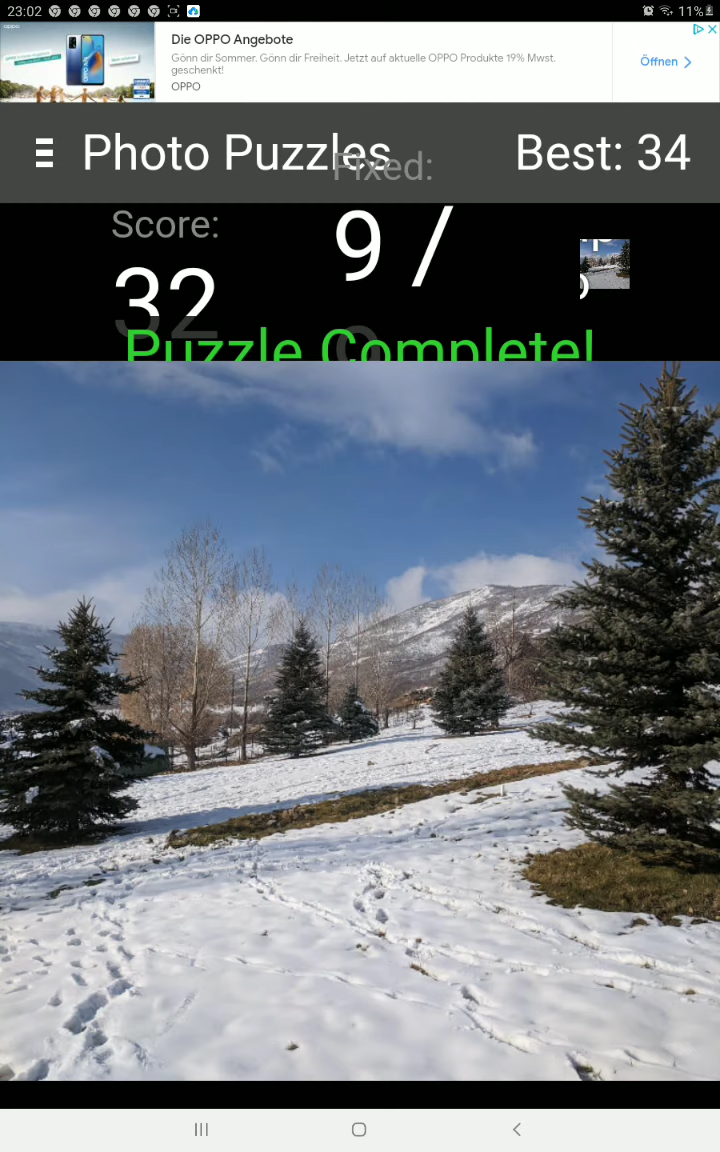 23:02
11%
Die OPPO Angebote
Gönn dir Sommer. Gönn dir Freiheit. Jetzt auf aktuelle OPPO Produkte 19% Mwst.
geschenkt!
OPPO
Öffnen
Photo Puzzles
Best: 34
Fixed:
Score:
9 /
32
9
Puzzle Complete!